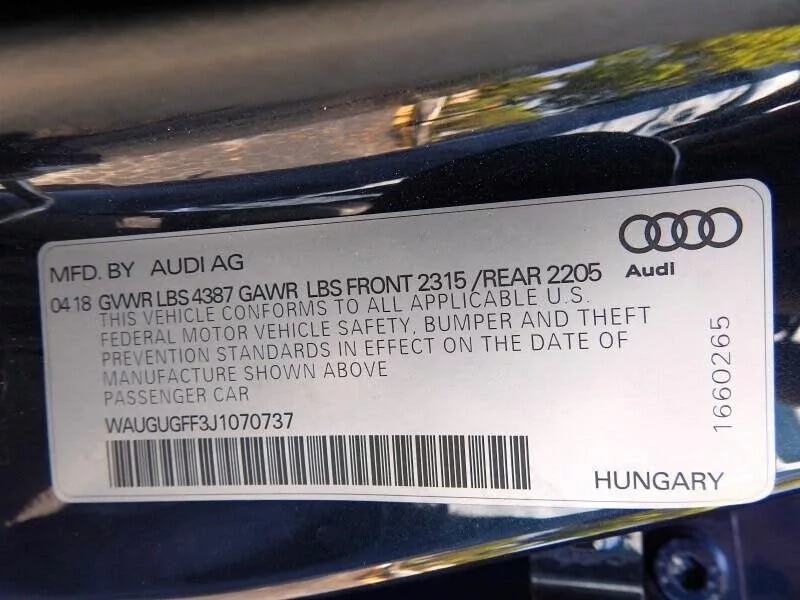 MFD. BY AUDI AG
Audi
04 18 GVWR LBS 4387 GAWR LBS FRONT 2315 /REAR 2205
THIS VEHICLE CONFORMS TO ALL APPLICABLE U.S.
FEDERAL MOTOR VEHICLE SAFETY, BUMPER AND THEFT
PREVENTION STANDARDS IN EFFECT ON THE DATE OF
MANUFACTURE SHOWN ABOVE
PASSENGER CAR
WAUGUGFF3J1070737
1660265
HUNGARY